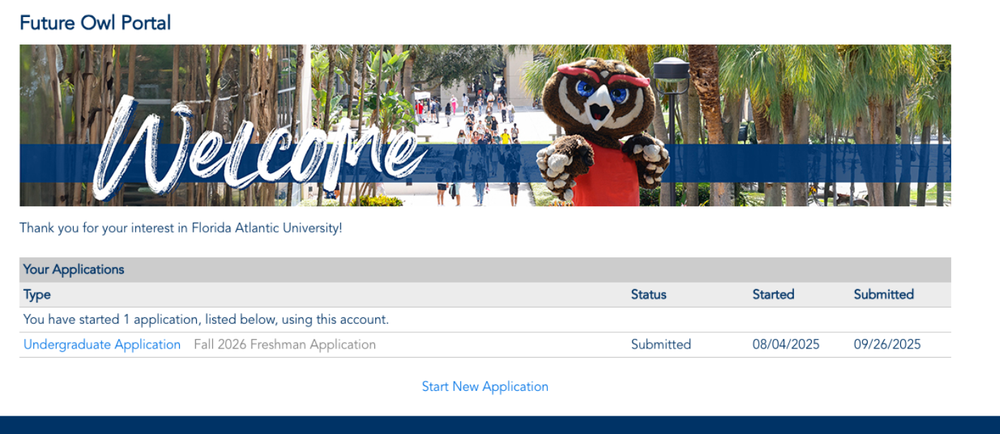 Future Owl Portal
Welcome
Thank you for your interest in Florida Atlantic University!
Your Applications
Type Status Started Submitted
You have started 1 application, listed below, using this account.
Undergraduate Application Fall 2026 Freshman Application Submitted 08/04/2025 09/26/2025
Start New Application